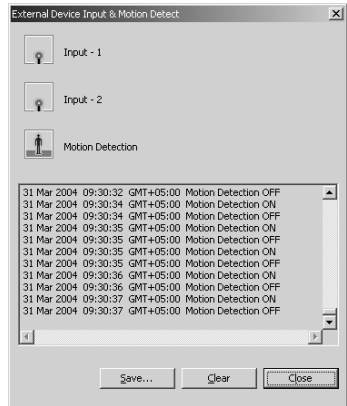 External Device Input & Motion Detect
Input - 1
Input - 2
Motion Detection
31 Mar 2004 09:30:32 GMT+05:00 Motion Detection OFF
31 Mar 2004 09:30:34 GMT+05:00 Motion Detection ON
31 Mar 2004 09:30:34 GMT+05:00 Motion Detection OFF
31 Mar 2004 09:30:35 GMT+05:00 Motion Detection ON
31 Mar 2004 09:30:35 GMT+05:00 Motion Detection OFF
31 Mar 2004 09:30:35 GMT+05:00 Motion Detection ON
31 Mar 2004 09:30:35 GMT+05:00 Motion Detection OFF
31 Mar 2004 09:30:36 GMT+05:00 Motion Detection ON
31 Mar 2004 09:30:36 GMT+05:00 Motion Detection OFF
31 Mar 2004 09:30:37 GMT+05:00 Motion Detection ON
31 Mar 2004 09:30:37 GMT+05:00 Motion Detection OFF
Save... Clear Close